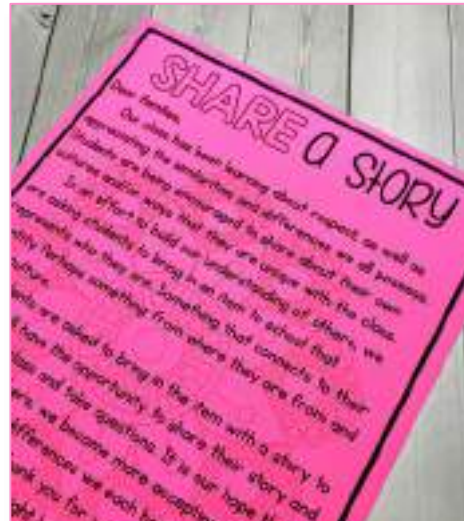 SHARE a STORY
Dear Families,
Our class has been learning about respect as well as
appreciating the similarities and differences we all possess.
Students are being encouraged to share about their own
cultures and/or ways that they are unique with the class.
In an effort to build our understanding of others, we
are asking students to bring in an item to school that
represents who they are. Something that connects to their
Perhaps something from where they are from and
culture.
are asked to bring in the item with a story to
have the opportunity to share their story and
class and take questions. It is our hope
we become more accepting
differences we each
you for